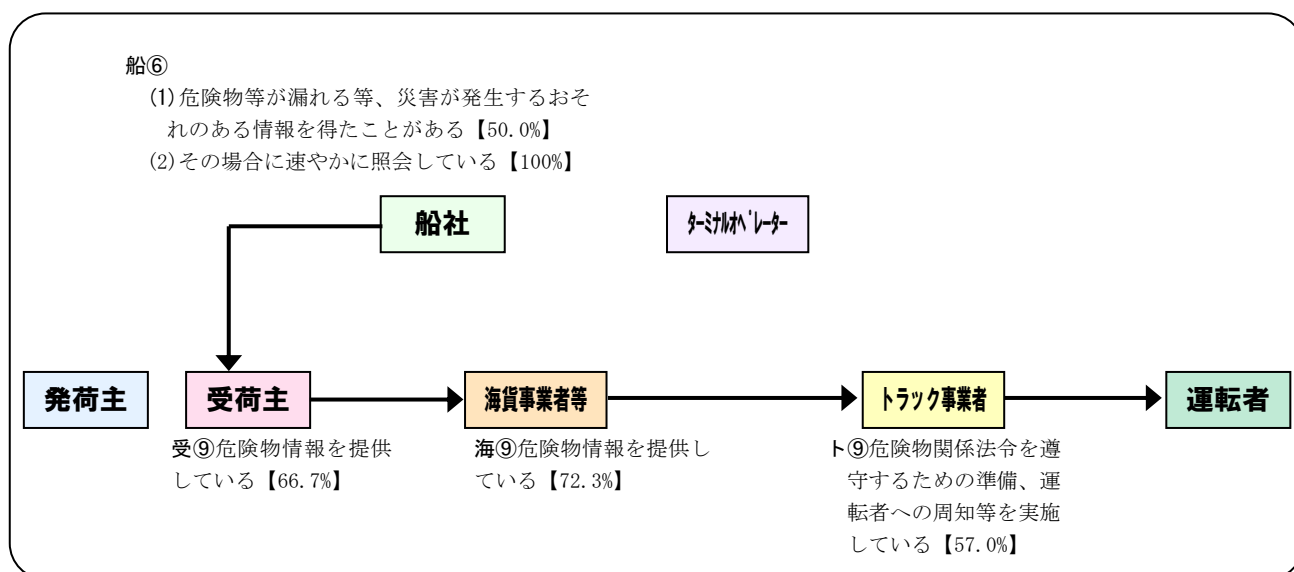 船⑥
(1)危険物等が漏れる等、災害が発生するおそ
れのある情報を得たことがある【50.0%】
(2)その場合に速やかに照会している【100%】
船社
ターミナルオペレーター
発荷主
受荷主
海貨事業者等
トラック事業者
運転者
受⑨危険物情報を提供
している【66.7%】
海⑨危険物情報を提供し
ている【72.3%】
ト⑨危険物関係法令を遵
守するための準備、運
転者への周知等を実施
している【57.0%】